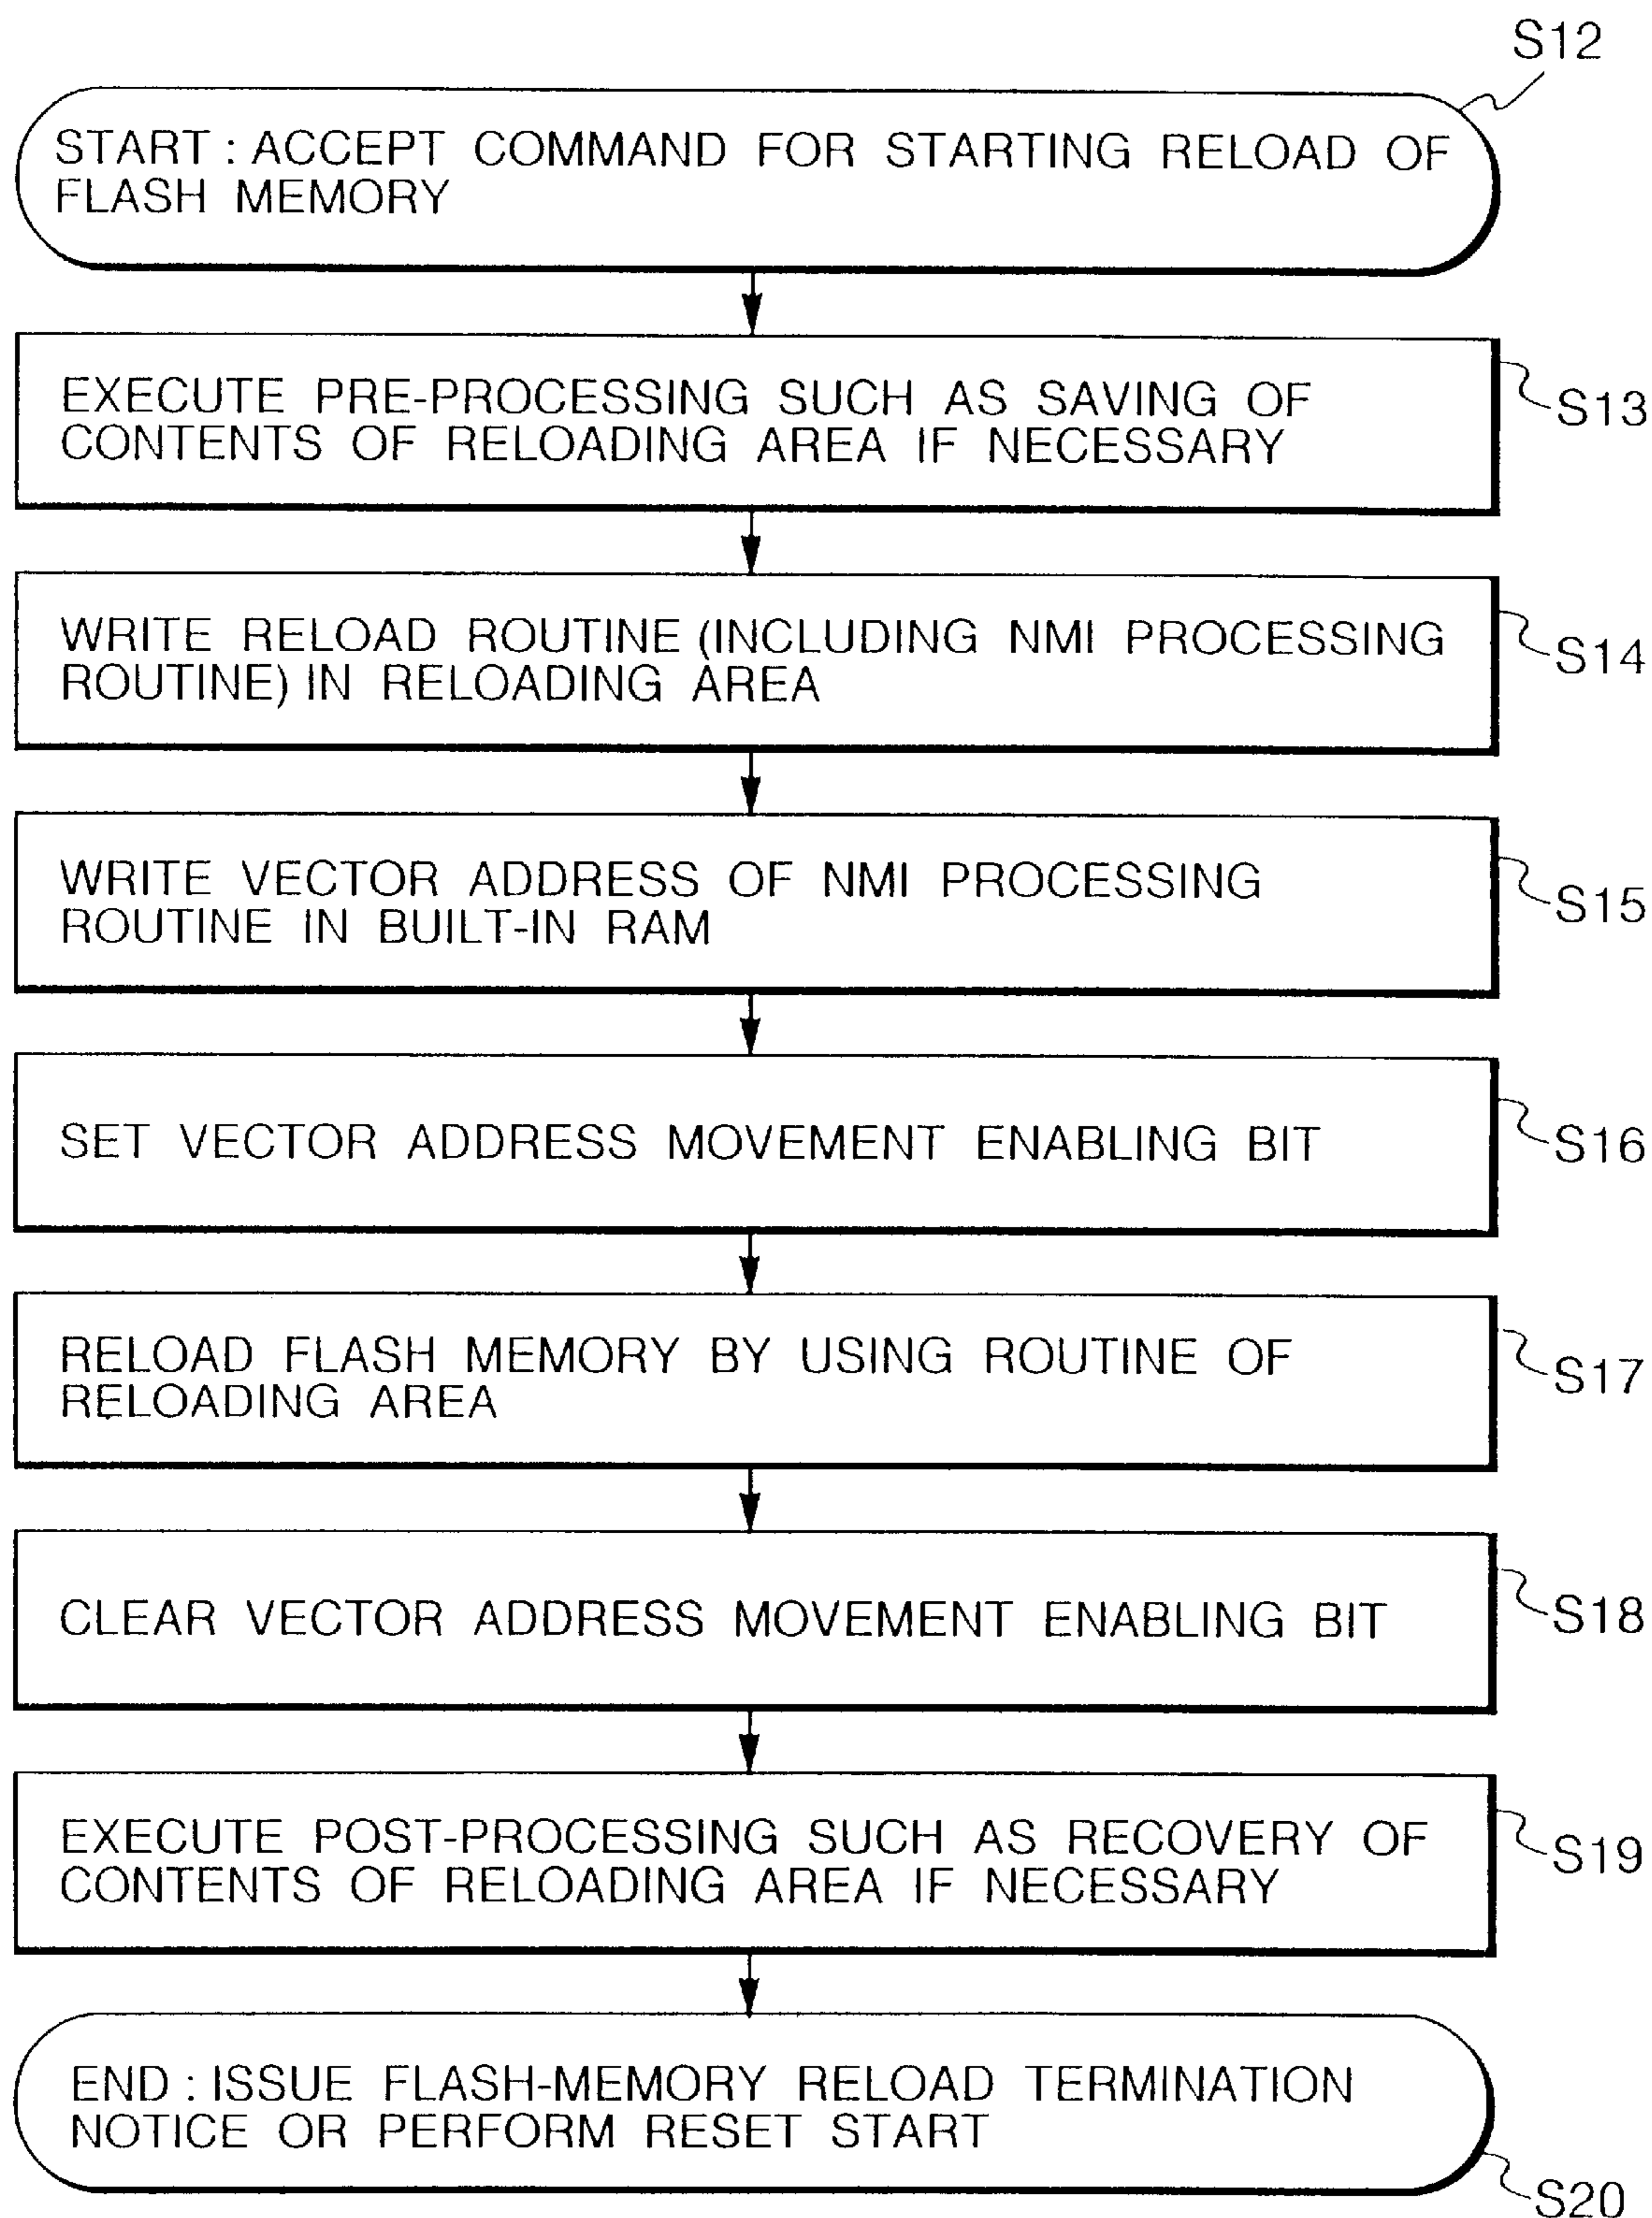 S12
START : ACCEPT COMMAND FOR STARTING RELOAD OF
FLASH MEMORY
EXECUTE PRE-PROCESSING SUCH AS SAVING OF
CONTENTS OF RELOADING AREA IF NECESSARY
S13
WRITE RELOAD ROUTINE (INCLUDING NMI PROCESSING
ROUTINE) IN RELOADING AREA
S14
WRITE VECTOR ADDRESS OF NMI PROCESSING
ROUTINE IN BUILT-IN RAM
S15
SET VECTOR ADDRESS MOVEMENT ENABLING BIT
S16
RELOAD FLASH MEMORY BY USING ROUTINE OF
RELOADING AREA
S17
CLEAR VECTOR ADDRESS MOVEMENT ENABLING BIT
S18
EXECUTE POST-PROCESSING SUCH AS RECOVERY OF
CONTENTS OF RELOADING AREA IF NECESSARY
S19
END : ISSUE FLASH-MEMORY RELOAD TERMINATION
NOTICE OR PERFORM RESET START
S20